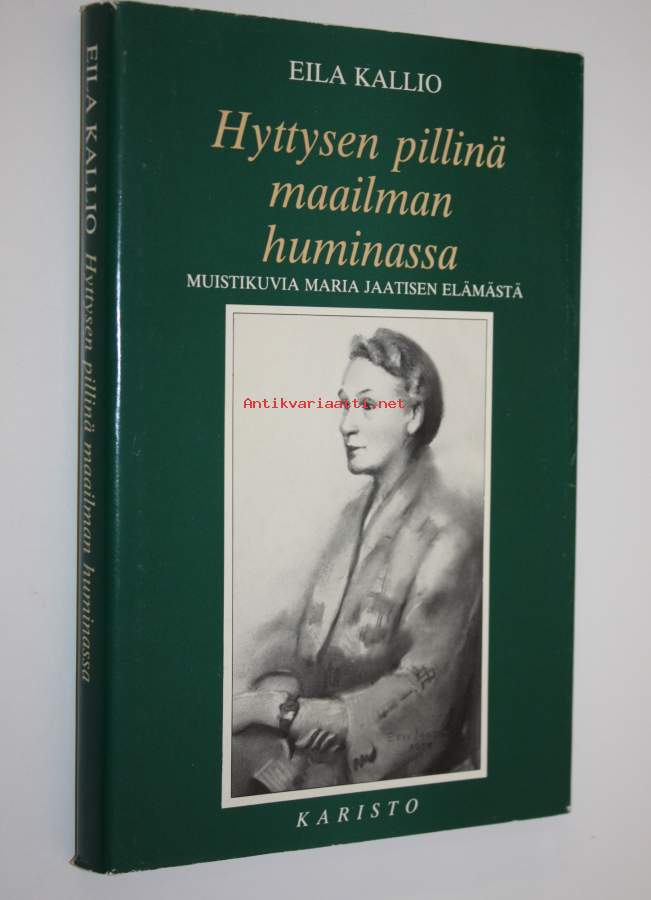 EILA KALLIO
Hyttysen pillinä
maailman
huminassa
MUISTIKUVIA MARIA JAATISEN ELÄMÄSTÄ
Antikvariaatti.net
KARISTO
EILA KALLIO Hyttysen pillinä maailman huminassa